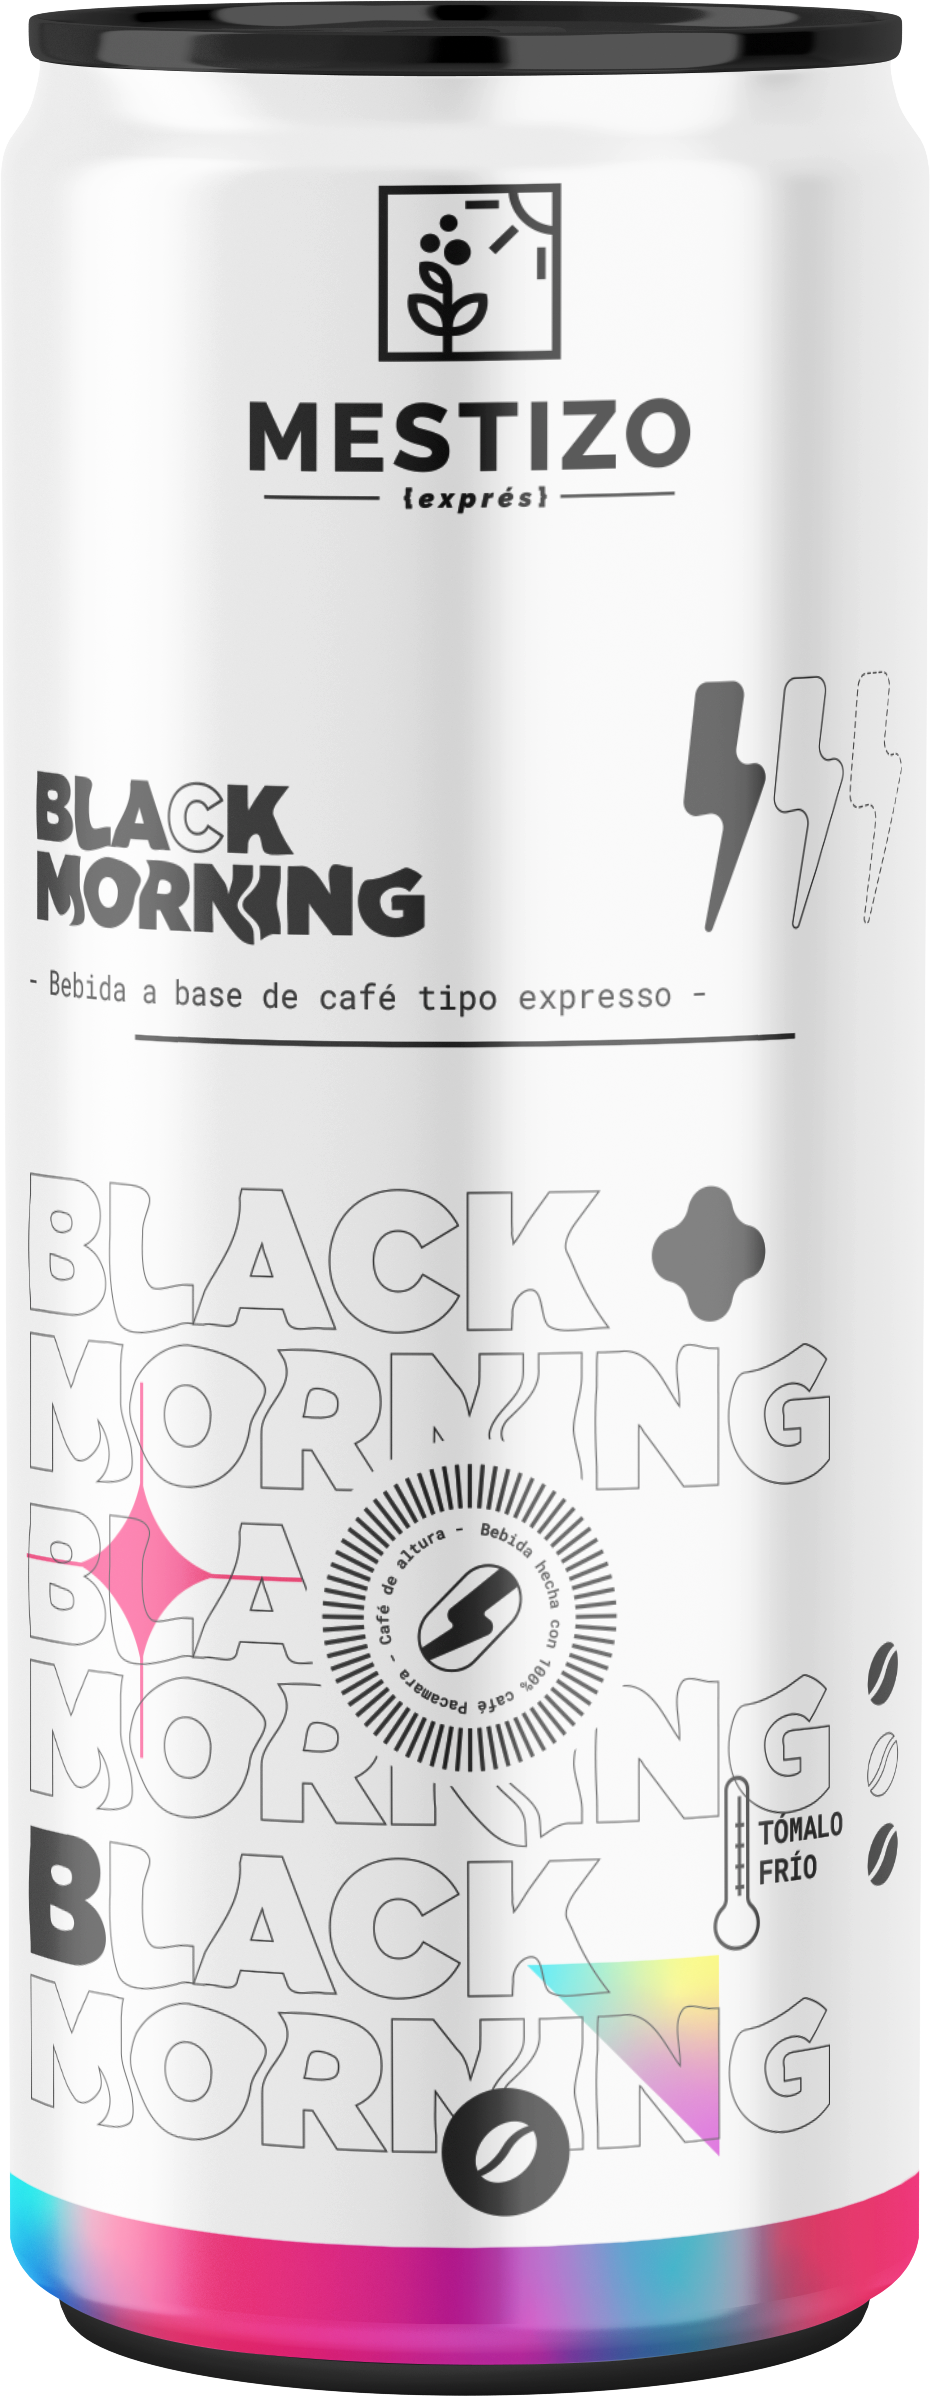 MESTIZO
{exprés}
BLACK
MORNING
- Bebida a base de café tipo expresso -
BLACK
MORNING
BLA
MORNING
BLACK
MORNING
Bebida hecha con 100% café Pacamara - Café de altura -
TÓMALO
FRÍO